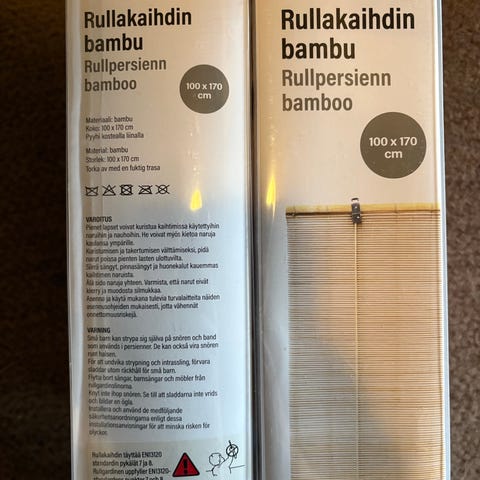 Rullakaihdin
bambu
Rullpersienn
bamboo
100 x 170
cm
Materiaali: bambu
Koko: 100 x 170 cm
Pyyhi kostealla liinalla
Material: bambu
Storlek: 100 x 170 cm
Torka av med en fuktig trasa
VAROITUS
Pienet lapset voivat kuristua kaihtimissa käytettyihin
naruihin ja nauhoihin. He voivat myös kietoa naruja
kaulansa ympärille.
Kuristumisen ja takertumisen välttämiseksi, pidä
narut poissa pienten lasten ulottuvilta.
Siirrä sängyt, pinnasängyt ja huonekalut kauemmas
kaihtimen naruista.
Älä sido naruja yhteen. Varmista, että narut eivät
kierry ja muodosta silmukkaa.
Asenna ja käytä mukana tulevia turvalaitteita näiden
asennusohjeiden mukaisesti, jotta vähennät
onnettomuusriskejä.
VARNING
Små barn kan strypa sig själva på snören och band
som används i persienner. De kan också vira snören
runt halsen.
För att undvika strypning och intrassling, förvara
sladdar utom räckhåll för små barn.
Flytta bort sängar, barnsängar och möbler från
rullgardinslinorna.
Knyt inte ihop snören. Se till att sladdarna inte vrids
och bildar en ögla.
Installera och använd de medföljande
säkerhetsanordningarna enligt dessa
installationsanvisningar för att minska risken för
olyckor.
Rullakaihdin täyttää EN13120
standardin pykälät 7 ja 8.
Rullgardinen uppfyller EN13120-
standardens punkter 7 och 8.
Rullakaihdin
bambu
Rullpersienn
bamboo
100 x 170
cm